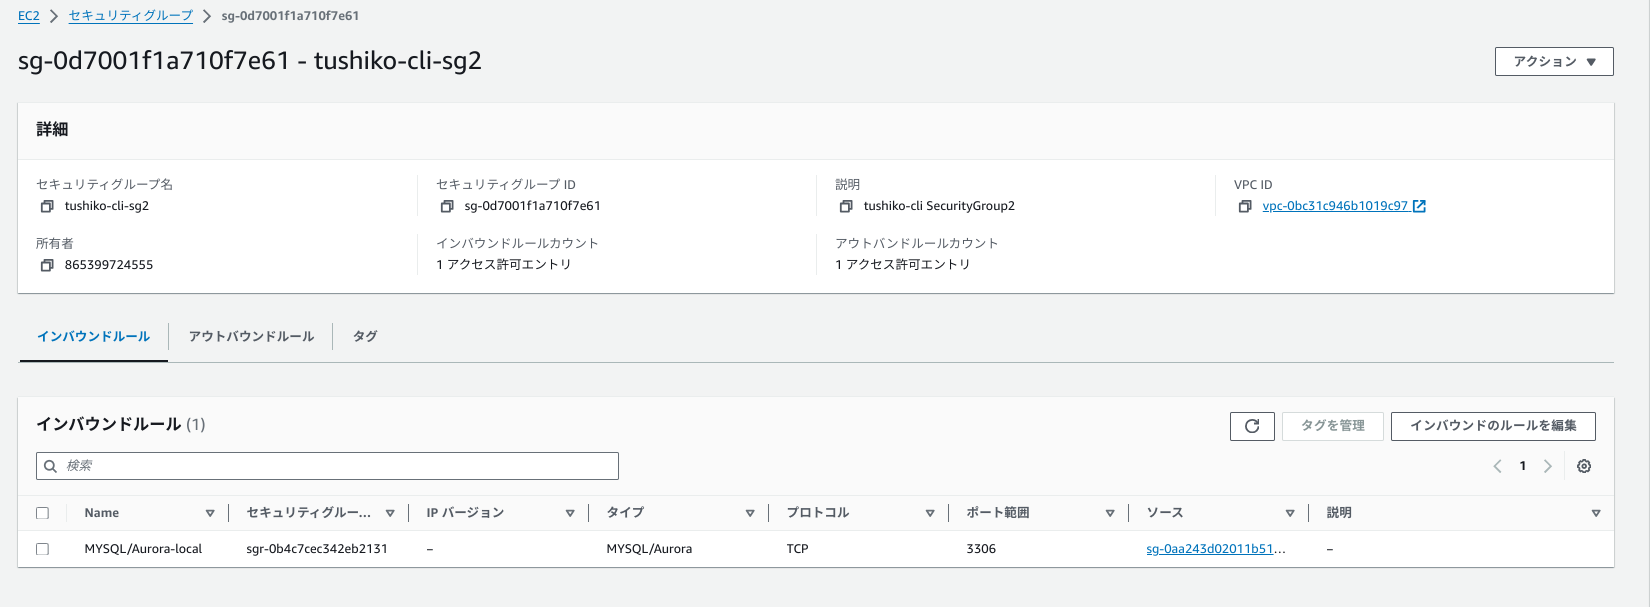 EC2 > セキュリティグループ > sg-0d7001f1a710f7e61
sg-0d7001f1a710f7e61 - tushiko-cli-sg2
アクション ▼
詳細
セキュリティグループ名 セキュリティグループ ID 説明 VPC ID
tushiko-cli-sg2 sg-0d7001f1a710f7e61 tushiko-cli SecurityGroup2 vpc-0bc31c946b1019c97
所有者 インバウンドルールカウント アウトバンドルールカウント
865399724555 1 アクセス許可エントリ 1 アクセス許可エントリ
インバウンドルール アウトバウンドルール タグ
インバウンドルール (1)
タグを管理 インバウンドのルールを編集
検索
1
Name セキュリティグルー... IP バージョン タイプ プロトコル ポート範囲 ソース 説明
MYSQL/Aurora-local sgr-0b4c7cec342eb2131 – MYSQL/Aurora TCP 3306 sg-0aa243d02011b51... –